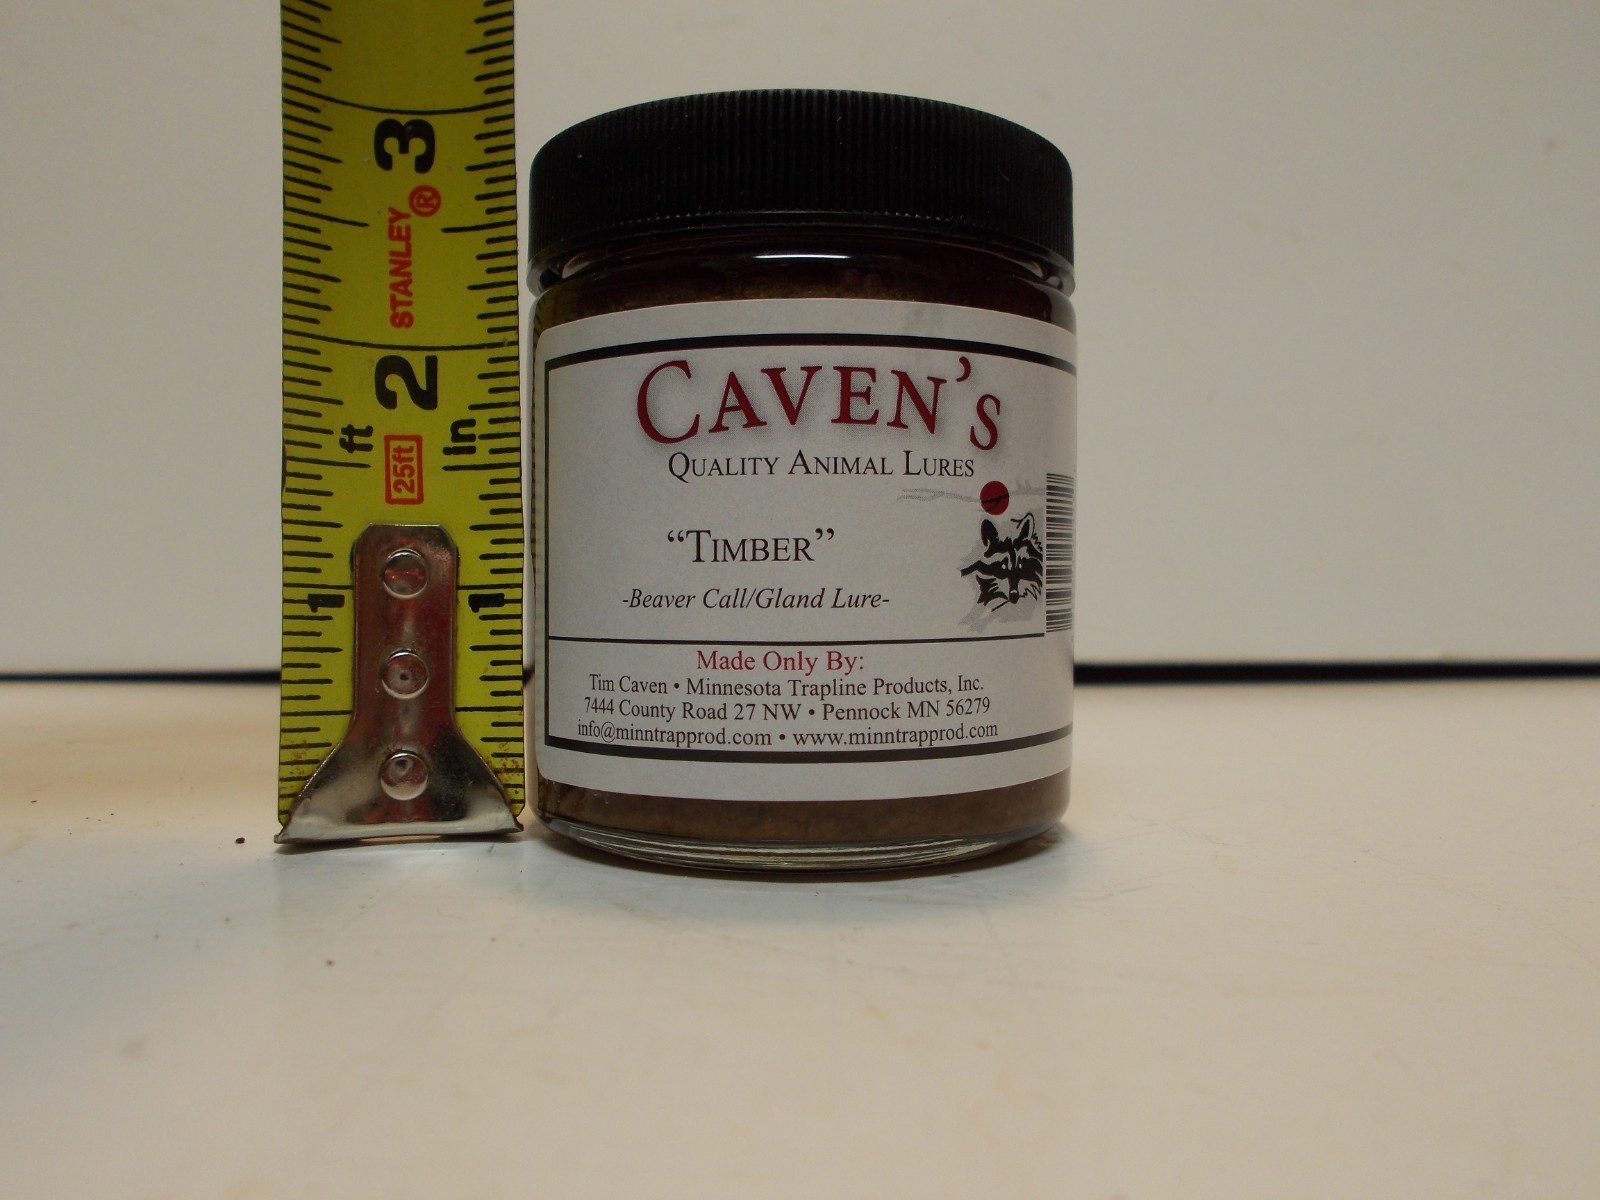 3
STANLEY®
2
ft
in
25ft
1
1
CAVEN'S
QUALITY ANIMAL LURES
"TIMBER"
-Beaver Call/Gland Lure-
Made Only By:
Tim Caven • Minnesota Trapline Products, Inc.
7444 County Road 27 NW • Pennock MN 56279
info@minntrapprod.com • www.minntrapprod.com